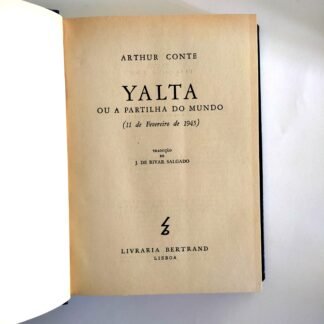 ARTHUR CONTE
YALTA
OU A PARTILHA DO MUNDO
(11 de Fevereiro de 1945)
TRADUÇÃO
DE
J. DE RIVAR SALGADO
LIVRARIA BERTRAND
LISBOA